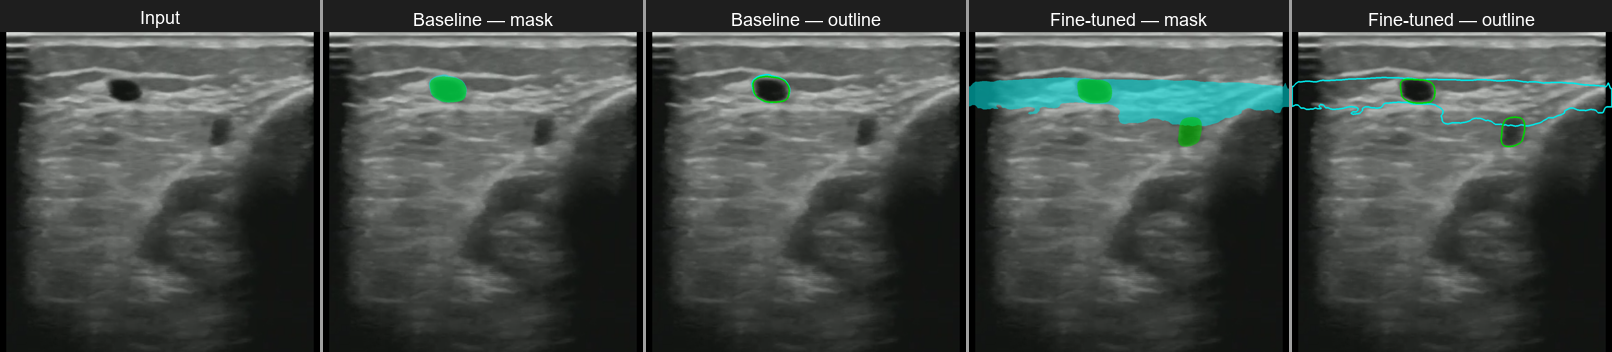 Input
Baseline — mask
Baseline — outline
Fine-tuned — mask
Fine-tuned — outline